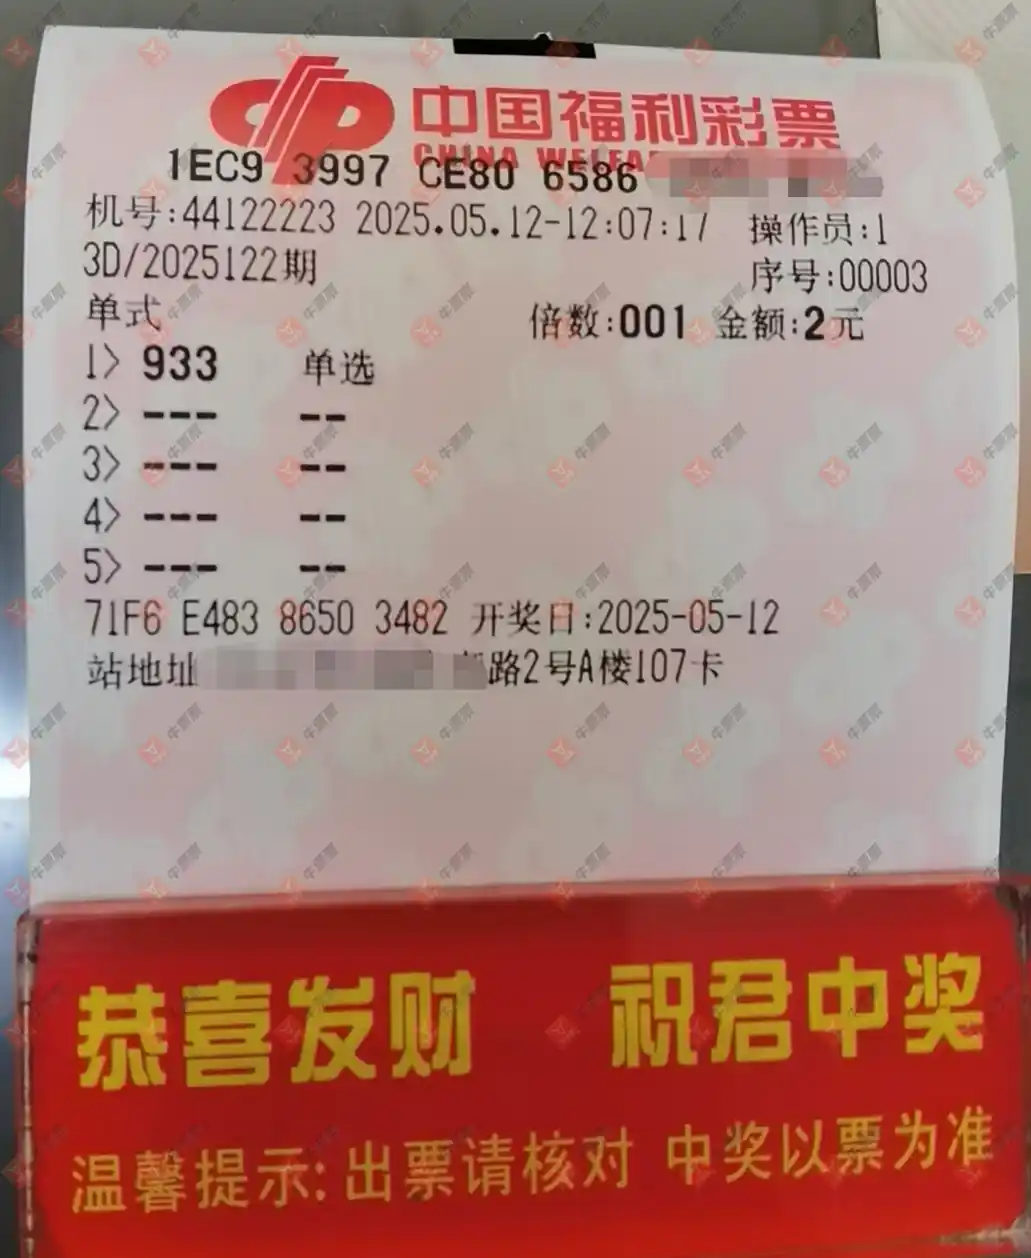 中国福利彩票
CHINA WELFA
1EC9 3997 CE80 6586
机号:44122223 2025.05.12-12:07:17 操作员:1
3D/2025122期 序号:00003
单式 倍数:001 金额:2元
1> 933 单选
2> --- --
3> --- --
4> --- --
5> --- --
71F6 E483 8650 3482 开奖日:2025-05-12
站地址 路2号A楼107卡
恭喜发财 祝君中奖
温馨提示:出票请核对 中奖以票为准